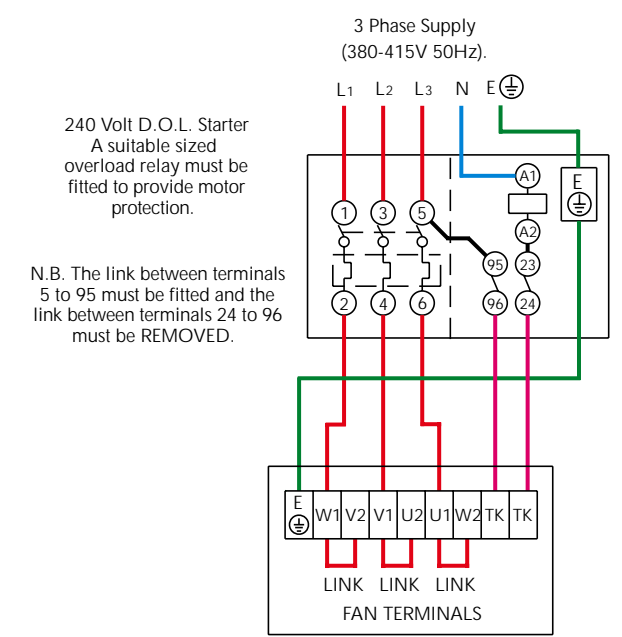 3 Phase Supply
(380-415V 50Hz).
L1 L2 L3 N E
240 Volt D.O.L. Starter
A suitable sized
overload relay must be
fitted to provide motor
protection.
A1
E
1 3 5
A2
N.B. The link between terminals
5 to 95 must be fitted and the
link between terminals 24 to 96
must be REMOVED.
95 23
2 4 6 96 24
E
W1 V2 V1 U2 U1 W2 TK TK
LINK LINK LINK
FAN TERMINALS